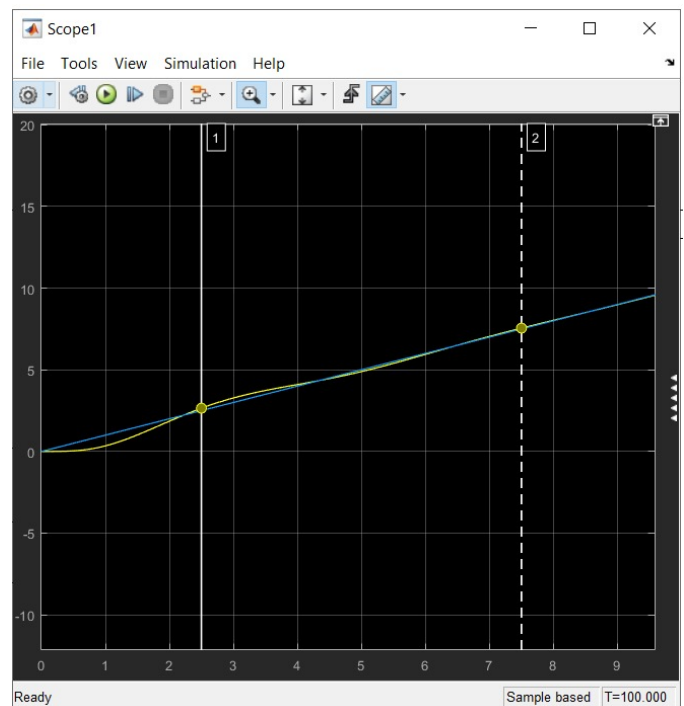 Scope1
File Tools View Simulation Help
20
1
2
15
10
5
0
-5
-10
0 1 2 3 4 5 6 7 8 9
Ready Sample based T=100.000